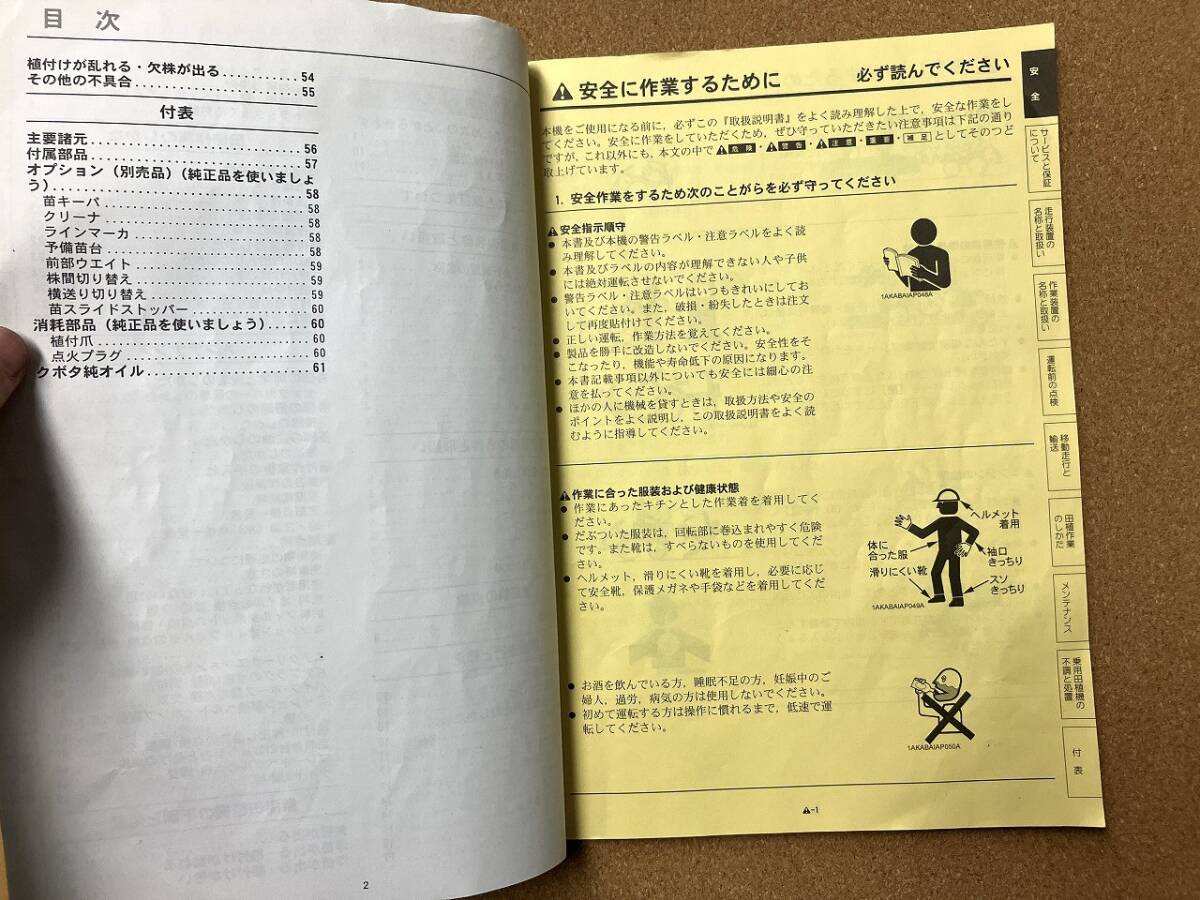 目 次
植付けが乱れる・欠株が出る...........54
その他の不具合......................55
付表
主要諸元............................56
付属部品............................57
オプション（別売品）（純正品を使いましょ
う）................................58
苗キーパ............................58
クリーナ............................58
ラインマーカ........................58
予備苗台............................58
前部ウエイト........................59
株間切り替え........................59
横送り切り替え......................59
苗スライドストッパー................60
消耗部品（純正品を使いましょう）......60
植付爪..............................60
点火プラグ..........................60
クボタ純オイル......................61
2
安全に作業するために 必ず読んでください
本機をご使用になる前に，必ずこの『取扱説明書』をよく読み理解した上で，安全な作業をし
てください。安全に作業をしていただくため，ぜひ守っていただきたい注意事項は下記の通り
ですが，これ以外にも，本文の中で危険・警告・注意・重要・補足としてそのつど
取上げています。
1. 安全作業をするため次のことがらを必ず守ってください
安全指示順守
● 本書及び本機の警告ラベル・注意ラベルをよく読
み理解してください。
● 本書及びラベルの内容が理解できない人や子供
には絶対運転させないでください。
● 警告ラベル・注意ラベルはいつもきれいにしてお
いてください。また，破損・紛失したときは注文
して再度貼付けてください。
● 正しい運転，作業方法を覚えてください。
● 製品を勝手に改造しないでください。安全性をそ
こなったり，機能や寿命低下の原因になります。
● 本書記載事項以外についても安全には細心の注
意を払ってください。
● ほかの人に機械を貸すときは，取扱方法や安全の
ポイントをよく説明し，この取扱説明書をよく読
むように指導してください。
1AKABAIAP048A
作業に合った服装および健康状態
● 作業にあったキチンとした作業着を着用してく
ださい。
● だぶついた服装は，回転部に巻込まれやすく危険
です。また靴は，すべらないものを使用してくだ
さい。
● ヘルメット，滑りにくい靴を着用し，必要に応じ
て安全靴，保護メガネや手袋などを着用してくだ
さい。
ヘルメット
着用
体に
合った服
袖口
きっちり
滑りにくい靴
スソ
きっちり
1AKABAIAP049A
● お酒を飲んでいる方，睡眠不足の方，妊娠中のご
婦人，過労，病気の方は使用しないでください。
● 初めて運転する方は操作に慣れるまで，低速で運
転してください。
1AKABAIAP050A
-1
安 全
サービスと保証
について
走行装置の
名称と取扱い
作業装置の
名称と取扱い
運転前の点検
移動走行と
輸送
田植作業
のしかた
メンテナンス
乗用田植機の
不調と処置
付 表